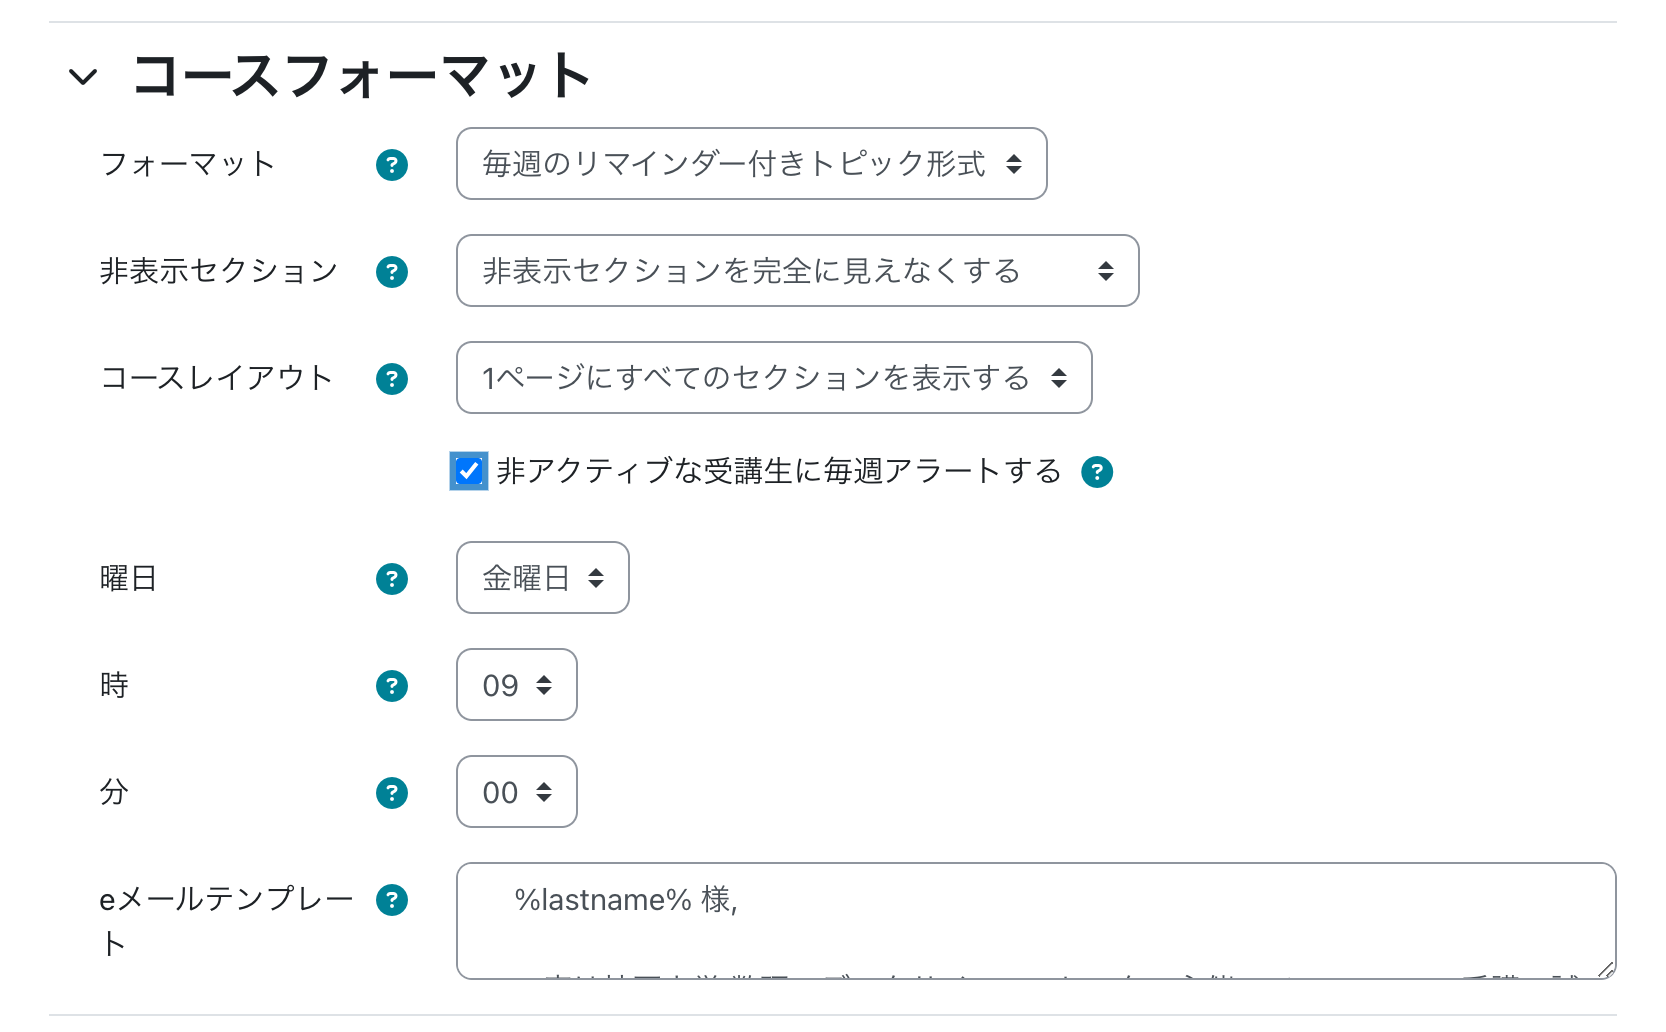 コースフォーマット
フォーマット
毎週のリマインダー付きトピック形式
非表示セクション
非表示セクションを完全に見えなくする
コースレイアウト
1ページにすべてのセクションを表示する
非アクティブな受講生に毎週アラートする
曜日
金曜日
時
09
分
00
eメールテンプレー
ト
%lastname% 様,